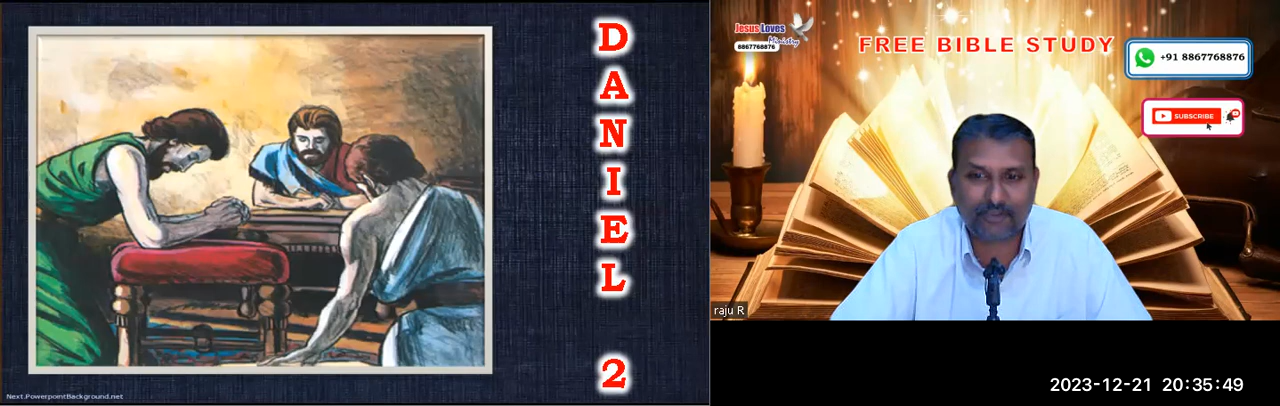 DANIEL 2
Next.PowerpointBackground.net
Jesus Loves
Ministry
8867768876
FREE BIBLE STUDY
+91 8867768876
SUBSCRIBE
raju R
2023-12-21 20:35:49